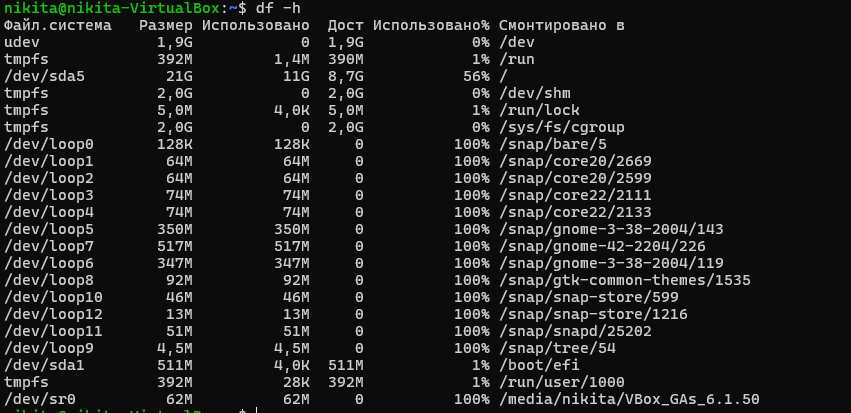 nikita@nikita-VirtualBox:~$ df -h
Файл.система   Размер Использовано  Дост Использовано% Смонтировано в
udev             1,9G            0  1,9G            0% /dev
tmpfs            392M         1,4M  390M            1% /run
/dev/sda5         21G          11G  8,7G           56% /
tmpfs            2,0G            0  2,0G            0% /dev/shm
tmpfs            5,0M         4,0K  5,0M            1% /run/lock
tmpfs            2,0G            0  2,0G            0% /sys/fs/cgroup
/dev/loop0       128K         128K     0          100% /snap/bare/5
/dev/loop1        64M          64M     0          100% /snap/core20/2669
/dev/loop2        64M          64M     0          100% /snap/core20/2599
/dev/loop3        74M          74M     0          100% /snap/core22/2111
/dev/loop4        74M          74M     0          100% /snap/core22/2133
/dev/loop5       350M         350M     0          100% /snap/gnome-3-38-2004/143
/dev/loop7       517M         517M     0          100% /snap/gnome-42-2204/226
/dev/loop6       347M         347M     0          100% /snap/gnome-3-38-2004/119
/dev/loop8        92M          92M     0          100% /snap/gtk-common-themes/1535
/dev/loop10       46M          46M     0          100% /snap/snap-store/599
/dev/loop12       13M          13M     0          100% /snap/snap-store/1216
/dev/loop11       51M          51M     0          100% /snap/snapd/25202
/dev/loop9       4,5M         4,5M     0          100% /snap/tree/54
/dev/sda1        511M         4,0K  511M            1% /boot/efi
tmpfs            392M          28K  392M            1% /run/user/1000
/dev/sr0          62M          62M     0          100% /media/nikita/VBox_GAs_6.1.50
nikita@nikita-VirtualBox:~$